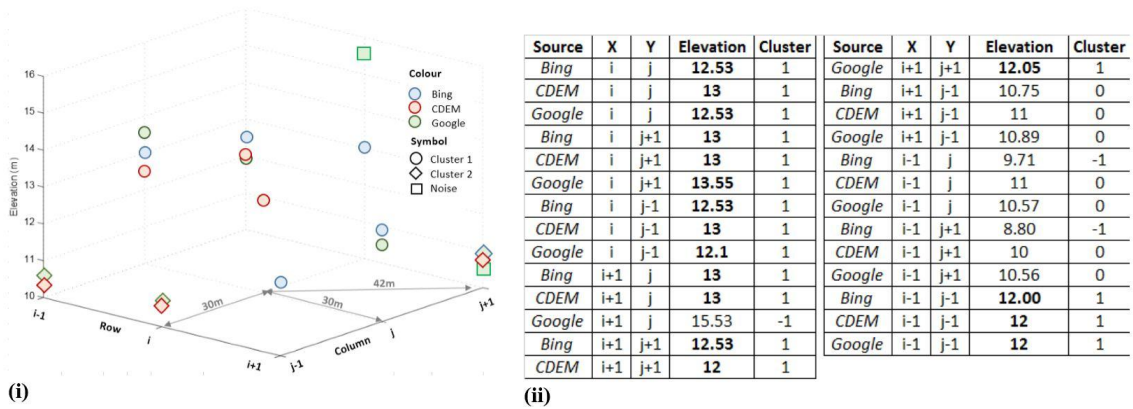 16
15
14
13
12
11
10
Elevation (m)
Colour
Bing
CDEM
Google
Symbol
Cluster 1
Cluster 2
Noise
30m
30m
42m
i-1
Row
i
i+1
j-1
Column
j
j+1
(i)
Source X Y Elevation Cluster
Bing i j 12.53 1
CDEM i j 13 1
Google i j 12.53 1
Bing i j+1 13 1
CDEM i j+1 13 1
Google i j+1 13.55 1
Bing i j-1 12.53 1
CDEM i j-1 13 1
Google i j-1 12.1 1
Bing i+1 j 13 1
CDEM i+1 j 13 1
Google i+1 j 15.53 -1
Bing i+1 j+1 12.53 1
CDEM i+1 j+1 12 1
Source X Y Elevation Cluster
Google i+1 j+1 12.05 1
Bing i+1 j-1 10.75 0
CDEM i+1 j-1 11 0
Google i+1 j-1 10.89 0
Bing i-1 j 9.71 -1
CDEM i-1 j 11 0
Google i-1 j 10.57 0
Bing i-1 j+1 8.80 -1
CDEM i-1 j+1 10 0
Google i-1 j+1 10.56 0
Bing i-1 j-1 12.00 1
CDEM i-1 j-1 12 1
Google i-1 j-1 12 1
(ii)